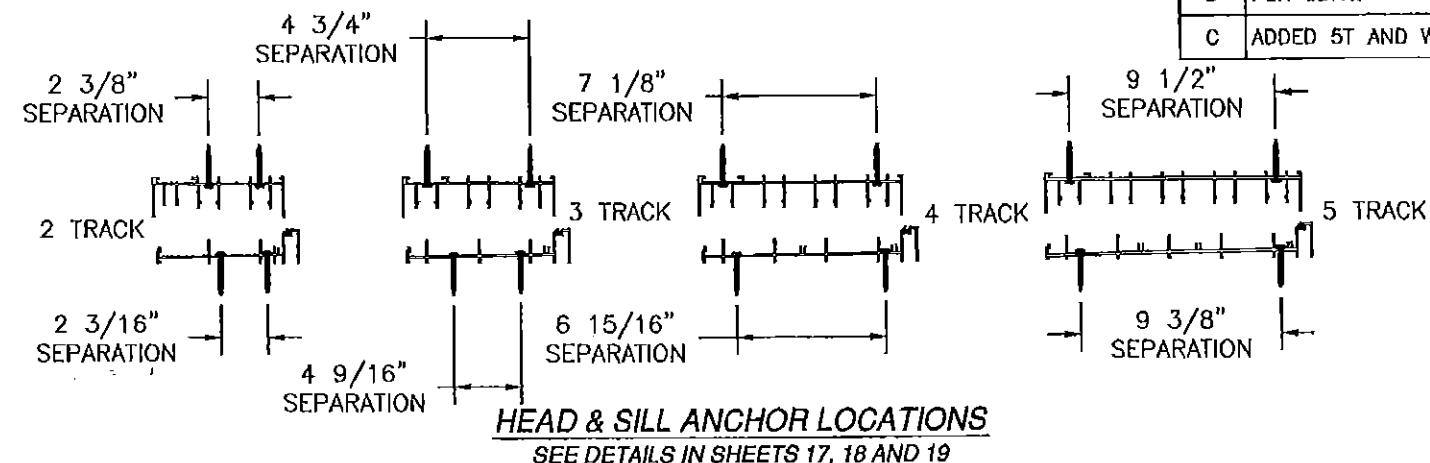 C ADDED 5T AND
4 3/4"
SEPARATION
2 3/8"
SEPARATION
7 1/8"
SEPARATION
9 1/2"
SEPARATION
2 TRACK
3 TRACK
4 TRACK
5 TRACK
2 3/16"
SEPARATION
4 9/16"
SEPARATION
6 15/16"
SEPARATION
9 3/8"
SEPARATION
HEAD & SILL ANCHOR LOCATIONS
SEE DETAILS IN SHEETS 17, 18 AND 19